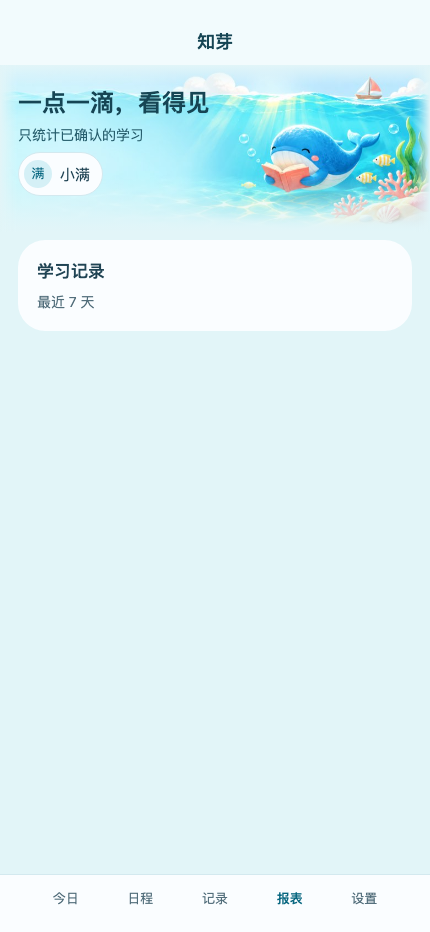 知芽
一点一滴，看得见
只统计已确认的学习
满 小满
学习记录
最近 7 天
今日 日程 记录 报表 设置